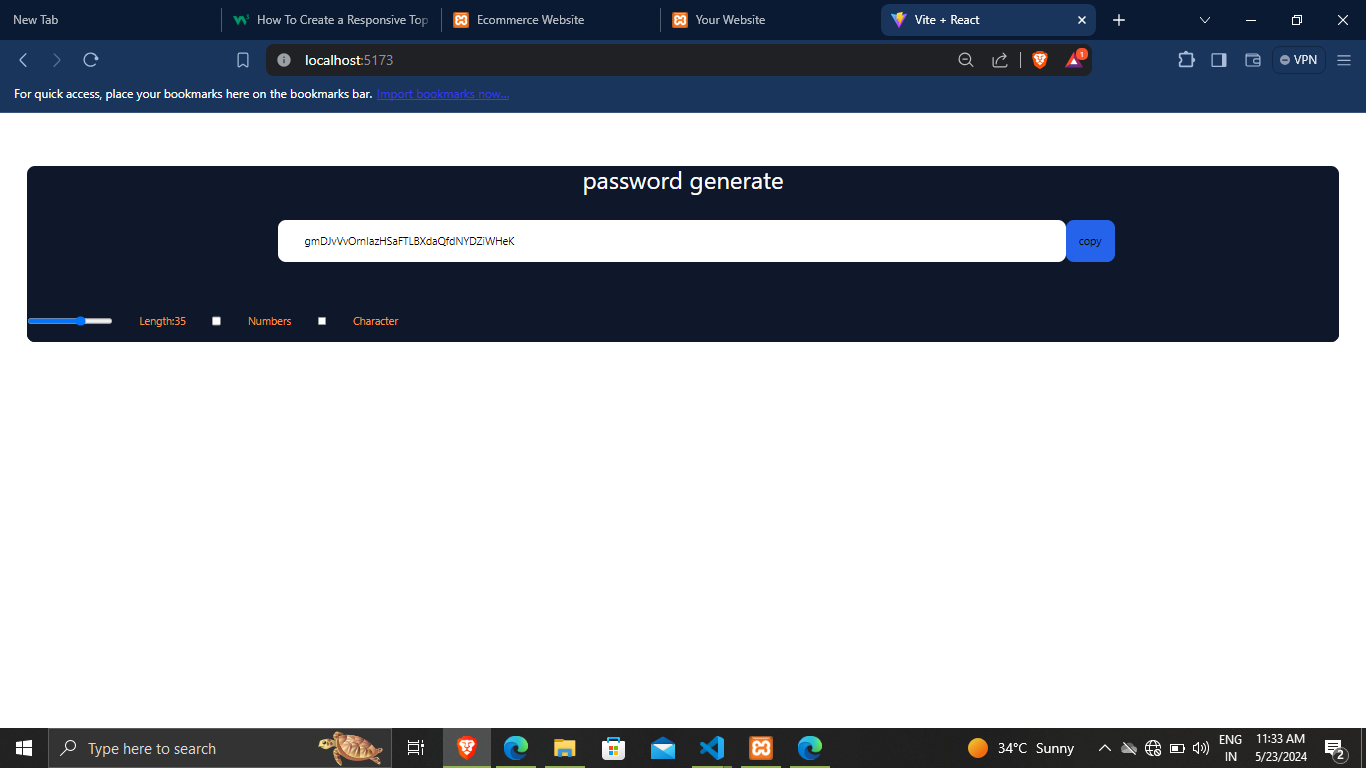 New Tab
How To Create a Responsive Top
Ecommerce Website
Your Website
Vite + React
localhost:5173
1
VPN
For quick access, place your bookmarks here on the bookmarks bar. Import bookmarks now...
password generate
copy
Length:35
Numbers
Character
Type here to search
34°C Sunny
ENG
IN
11:33 AM
5/23/2024
2